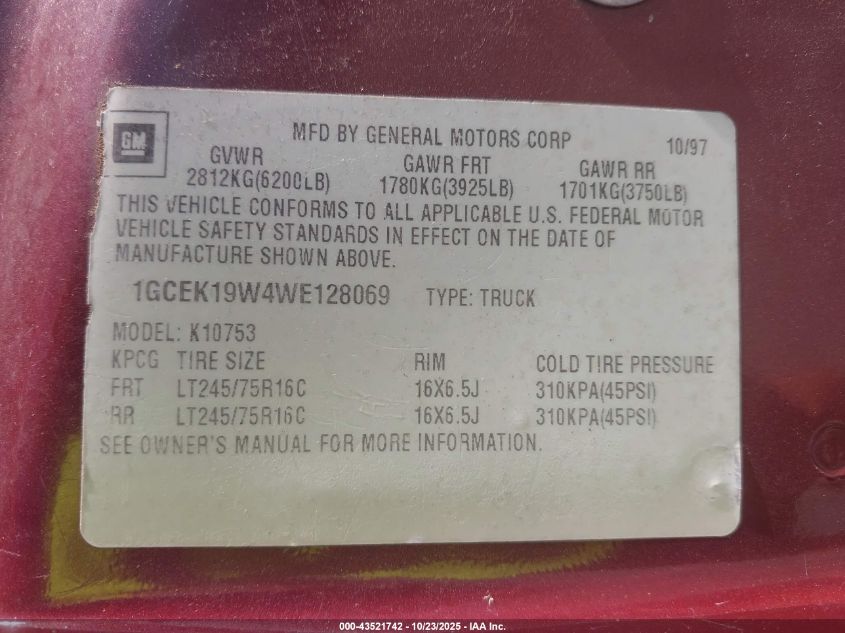 GM
MFD BY GENERAL MOTORS CORP 10/97
GVWR GAWR FRT GAWR RR
2812KG(6200LB) 1780KG(3925LB) 1701KG(3750LB)
THIS VEHICLE CONFORMS TO ALL APPLICABLE U.S. FEDERAL MOTOR
VEHICLE SAFETY STANDARDS IN EFFECT ON THE DATE OF
MANUFACTURE SHOWN ABOVE.
1GCEK19W4WE128069 TYPE: TRUCK
MODEL: K10753
KPCG TIRE SIZE RIM COLD TIRE PRESSURE
FRT LT245/75R16C 16X6.5J 310KPA(45PSI)
RR LT245/75R16C 16X6.5J 310KPA(45PSI)
SEE OWNER'S MANUAL FOR MORE INFORMATION.
000-43521742 - 10/23/2025 - IAA Inc.